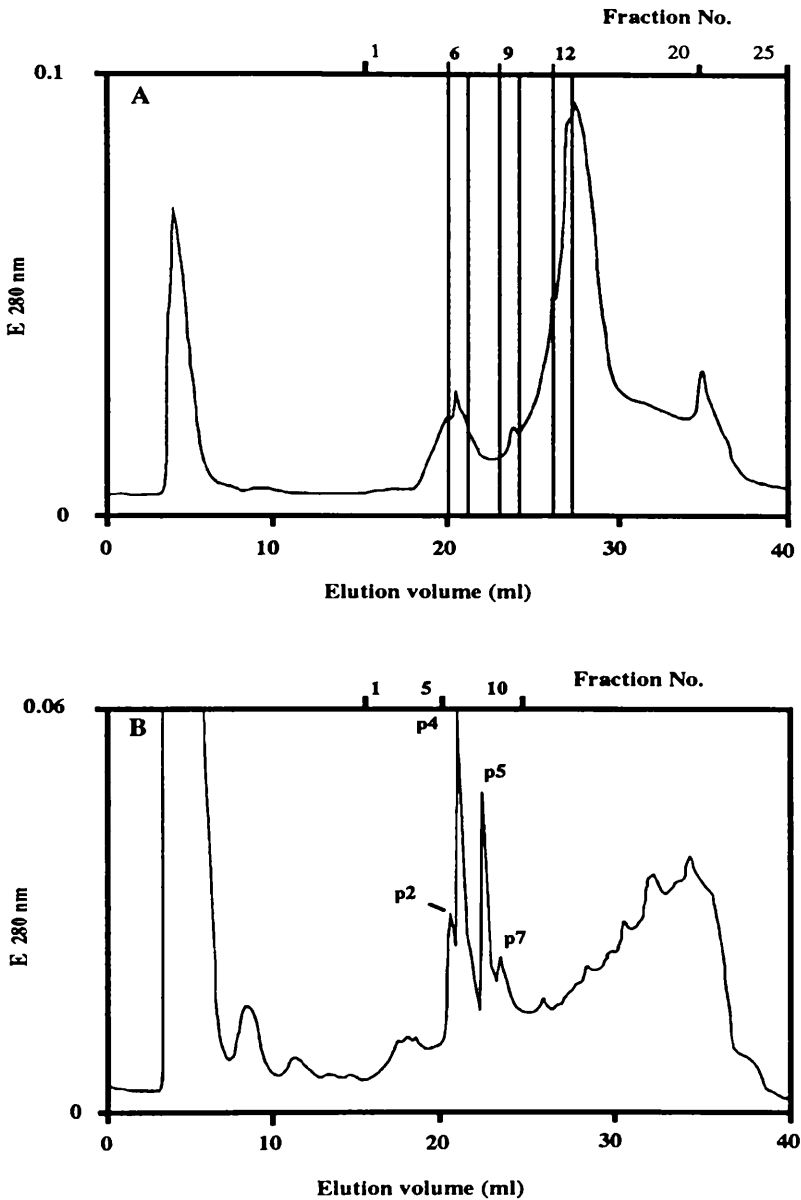 Fraction No.
1 6 9 12 20 25
0.1
A
E 280 nm
0
0 10 20 30 40
Elution volume (ml)
1 5 10 Fraction No.
0.06
B
p4
p5
p2
p7
E 280 nm
0
0 10 20 30 40
Elution volume (ml)